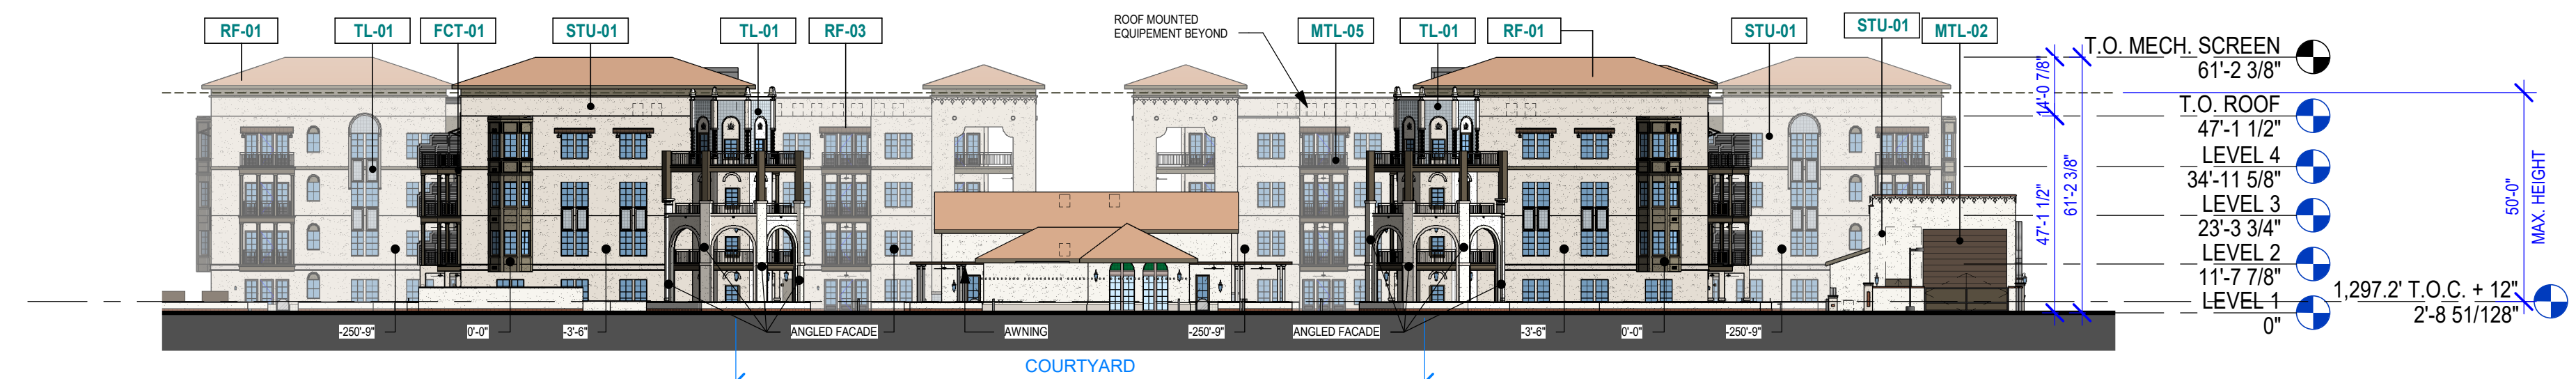 RF-01
TL-01
FCT-01
STU-01
TL-01
RF-03
ROOF MOUNTED
EQUIPEMENT BEYOND
MTL-05
TL-01
RF-01
STU-01
STU-01
MTL-02
T.O. MECH. SCREEN
61'-2 3/8"
T.O. ROOF
47'-1 1/2"
LEVEL 4
34'-11 5/8"
LEVEL 3
23'-3 3/4"
LEVEL 2
11'-7 7/8"
LEVEL 1
0"
1,297.2' T.O.C. + 12"
2'-8 51/128"
14'-0 7/8"
47'-1 1/2"
61'-2 3/8"
50'-0"
MAX. HEIGHT
-250'-9"
0'-0"
-3'-6"
ANGLED FACADE
AWNING
-250'-9"
ANGLED FACADE
-3'-6"
0'-0"
-250'-9"
COURTYARD